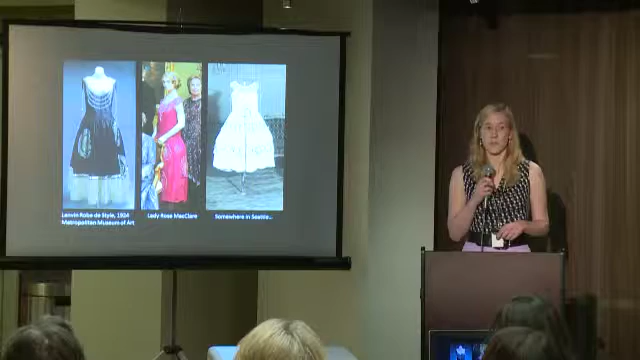 Lanvin Robe de Style, 1924
Metropolitan Museum of Art
Lady Rose MacClare
Somewhere in Seattle...